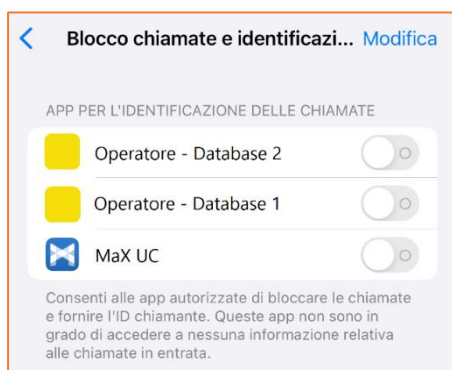 Blocco chiamate e identificazi... Modifica
APP PER L'IDENTIFICAZIONE DELLE CHIAMATE
Operatore - Database 2
Operatore - Database 1
MaX UC
Consenti alle app autorizzate di bloccare le chiamate
e fornire l'ID chiamante. Queste app non sono in
grado di accedere a nessuna informazione relativa
alle chiamate in entrata.